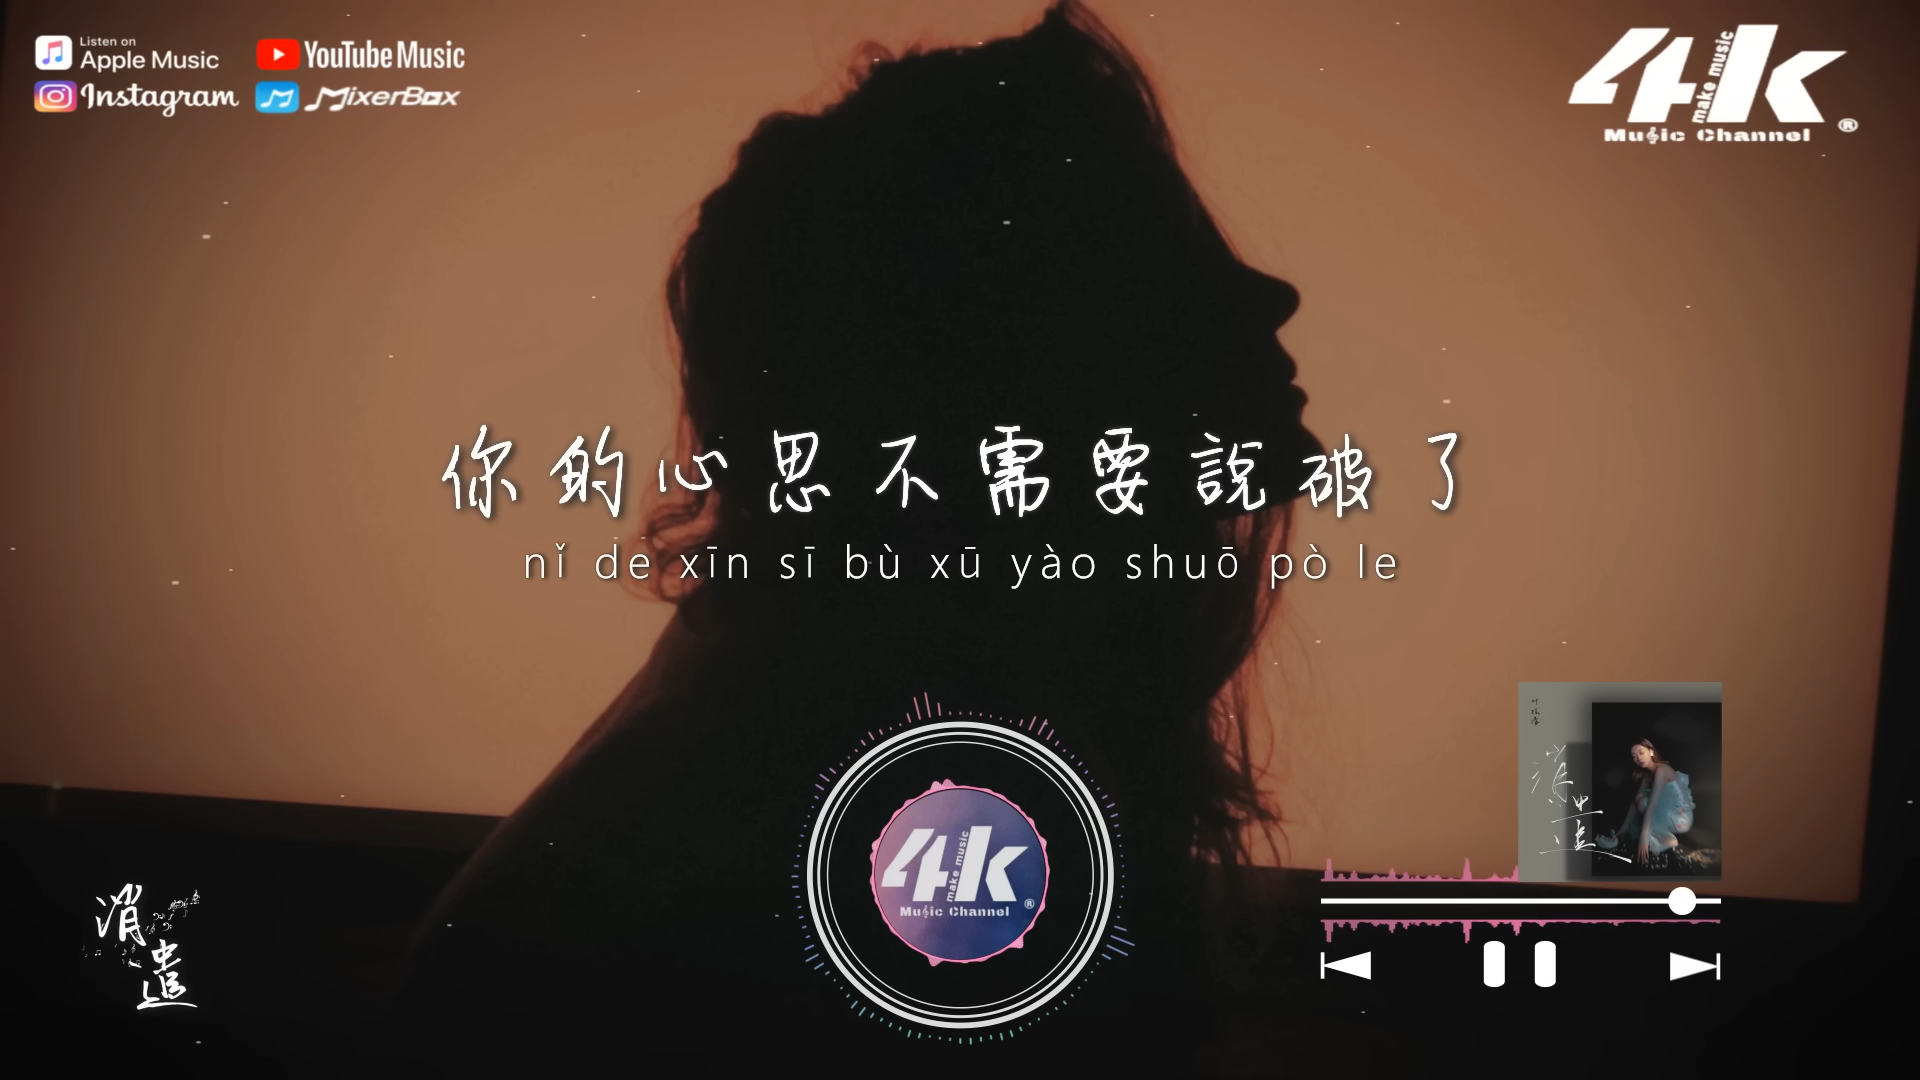 Listen on
Apple Music
YouTube Music
Instagram
MixerBox
4k
make music
Music Channel
®
你的心思不需要說破了
nǐ de xīn sī bù xū yào shuō pò le
消遣
4k
make music
Music Channel
®
消遣